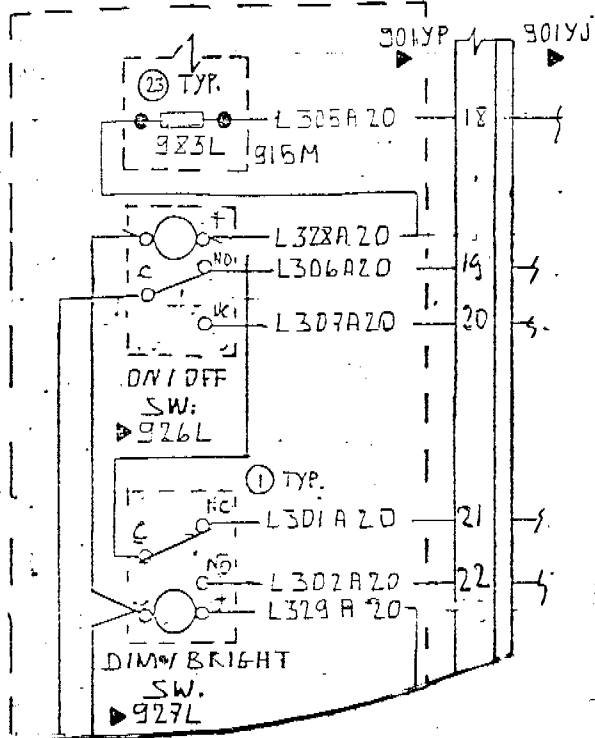 901YP 901YJ
23 TYP.
L305A20 18
983L 915M
+
L328A20
C NO L306A20 19
NC L307A20 20
ON/OFF
SW:
926L
1 TYP.
NC L301A20 21
C
NO L302A20 22
+ L329A20
DIM/BRIGHT
SW.
927L